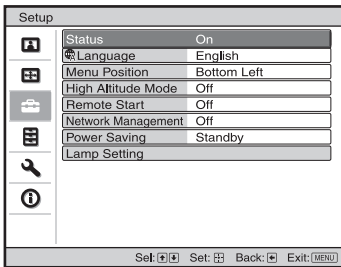 Setup
Status On
Language English
Menu Position Bottom Left
High Altitude Mode Off
Remote Start Off
Network Management Off
Power Saving Standby
Lamp Setting
Sel: Set: Back: Exit: MENU